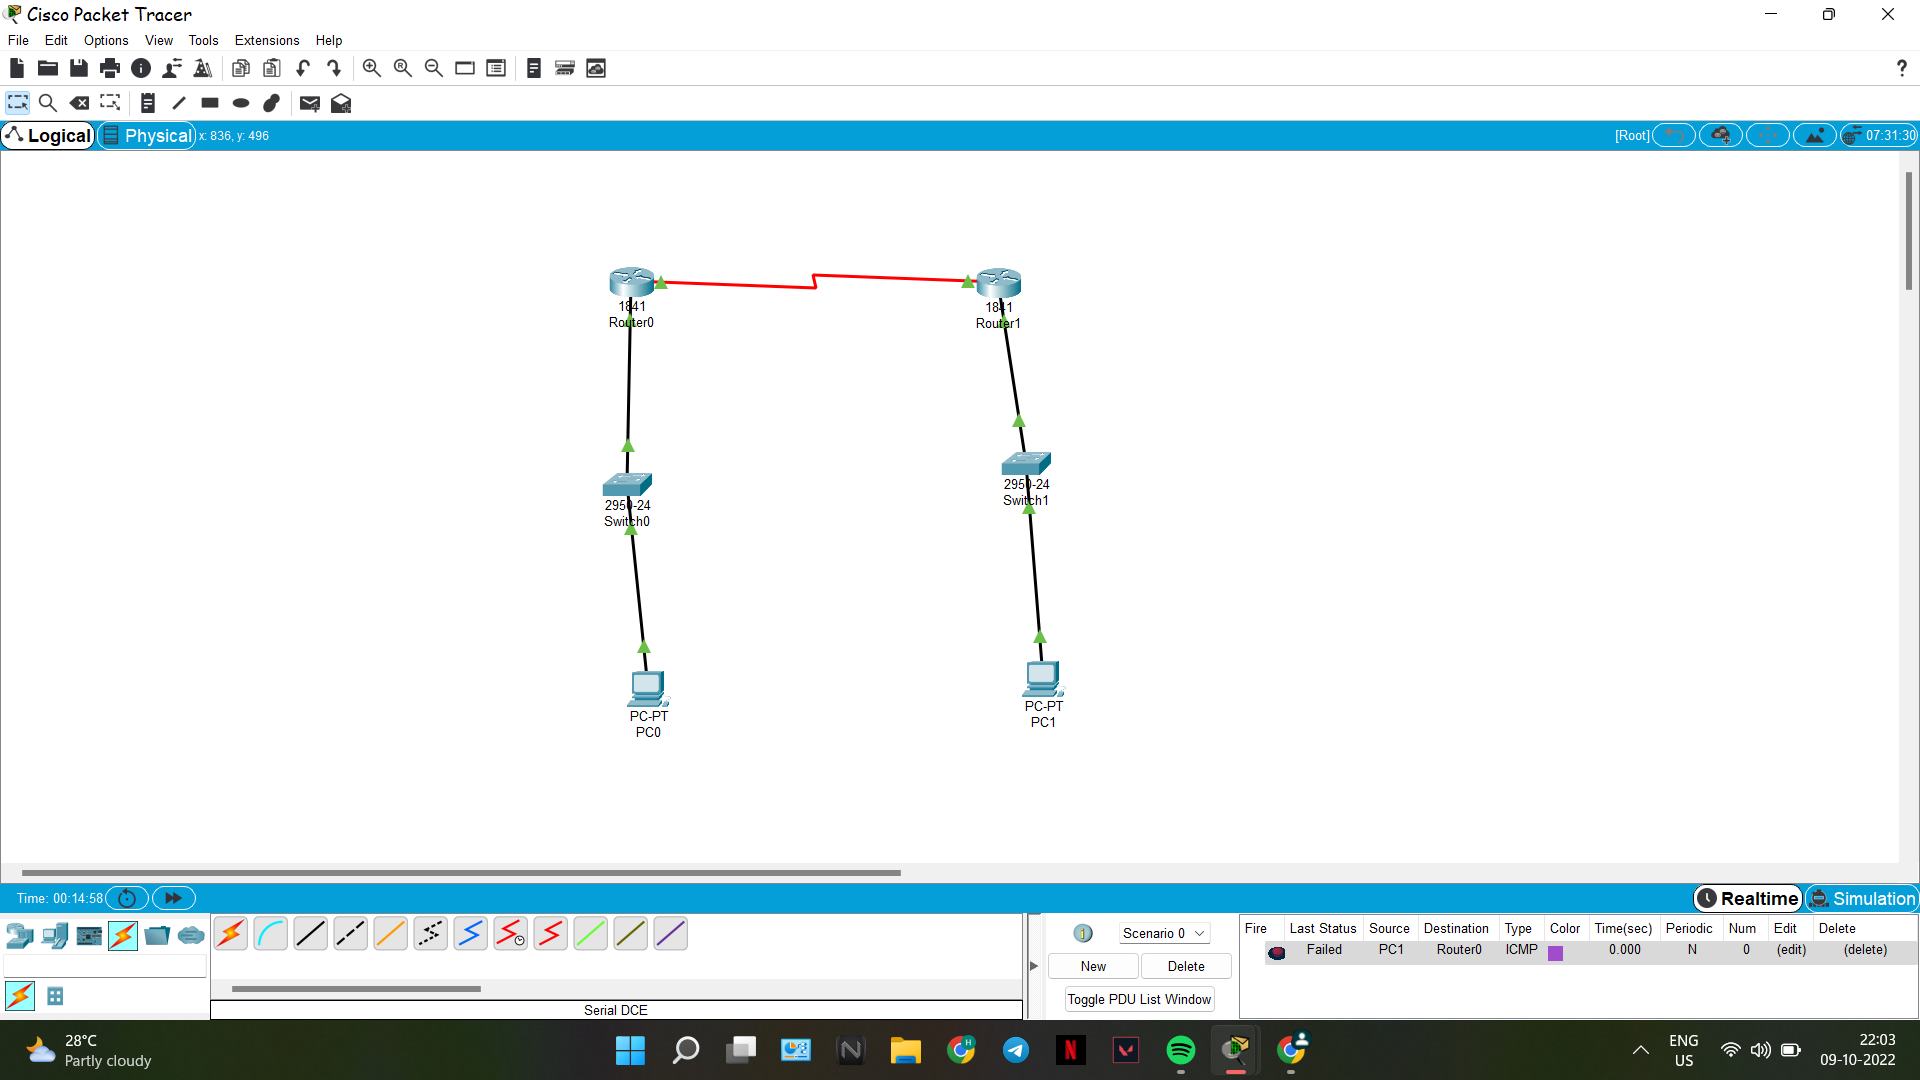 Cisco Packet Tracer
File Edit Options View Tools Extensions Help
?
Logical Physical x: 836, y: 496 [Root] 07:31:30
1841
Router0
1841
Router1
2950-24
Switch0
2950-24
Switch1
PC-PT
PC0
PC-PT
PC1
Time: 00:14:58 Realtime Simulation
Scenario 0
New Delete
Toggle PDU List Window
Fire Last Status Source Destination Type Color Time(sec) Periodic Num Edit Delete
Failed PC1 Router0 ICMP 0.000 N 0 (edit) (delete)
Serial DCE
28°C
Partly cloudy
ENG
US
22:03
09-10-2022